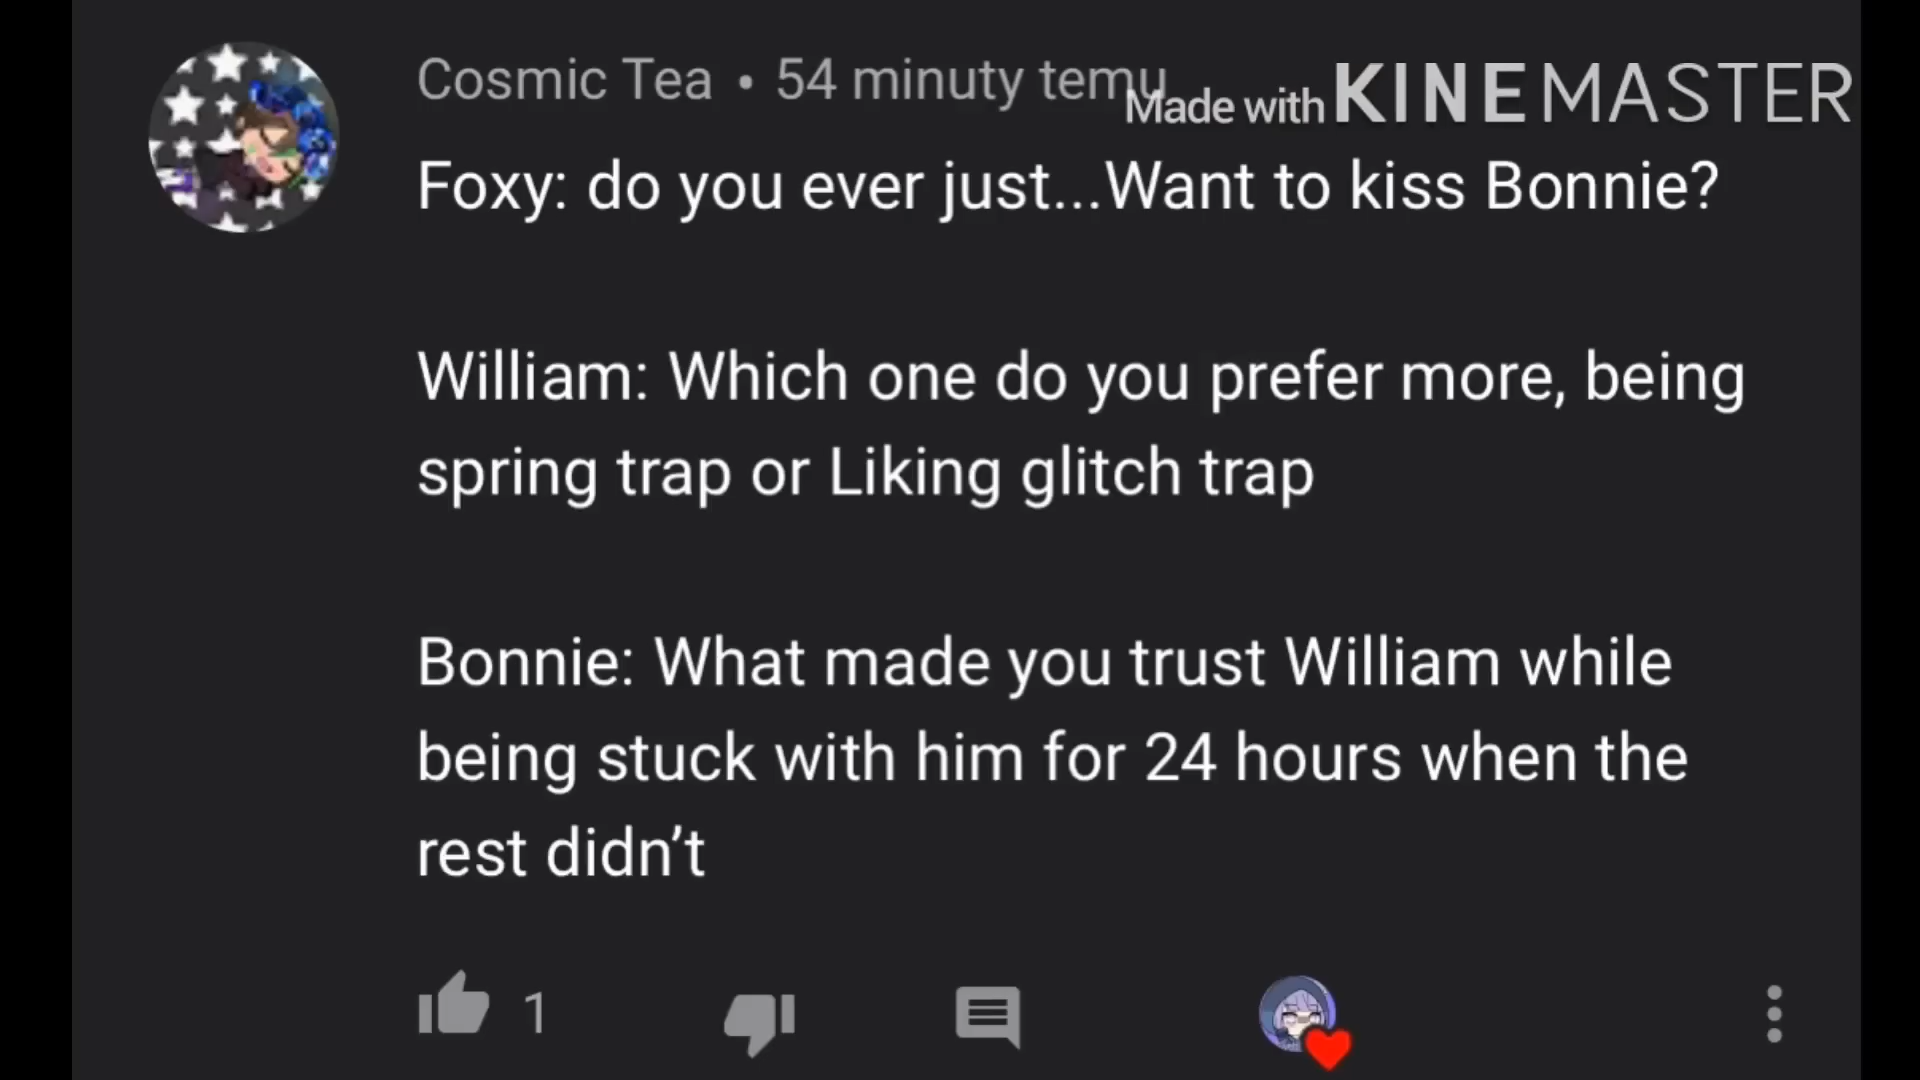 Cosmic Tea • 54 minuty temu
Made with KINEMASTER
Foxy: do you ever just...Want to kiss Bonnie?
William: Which one do you prefer more, being
spring trap or Liking glitch trap
Bonnie: What made you trust William while
being stuck with him for 24 hours when the
rest didn’t
1